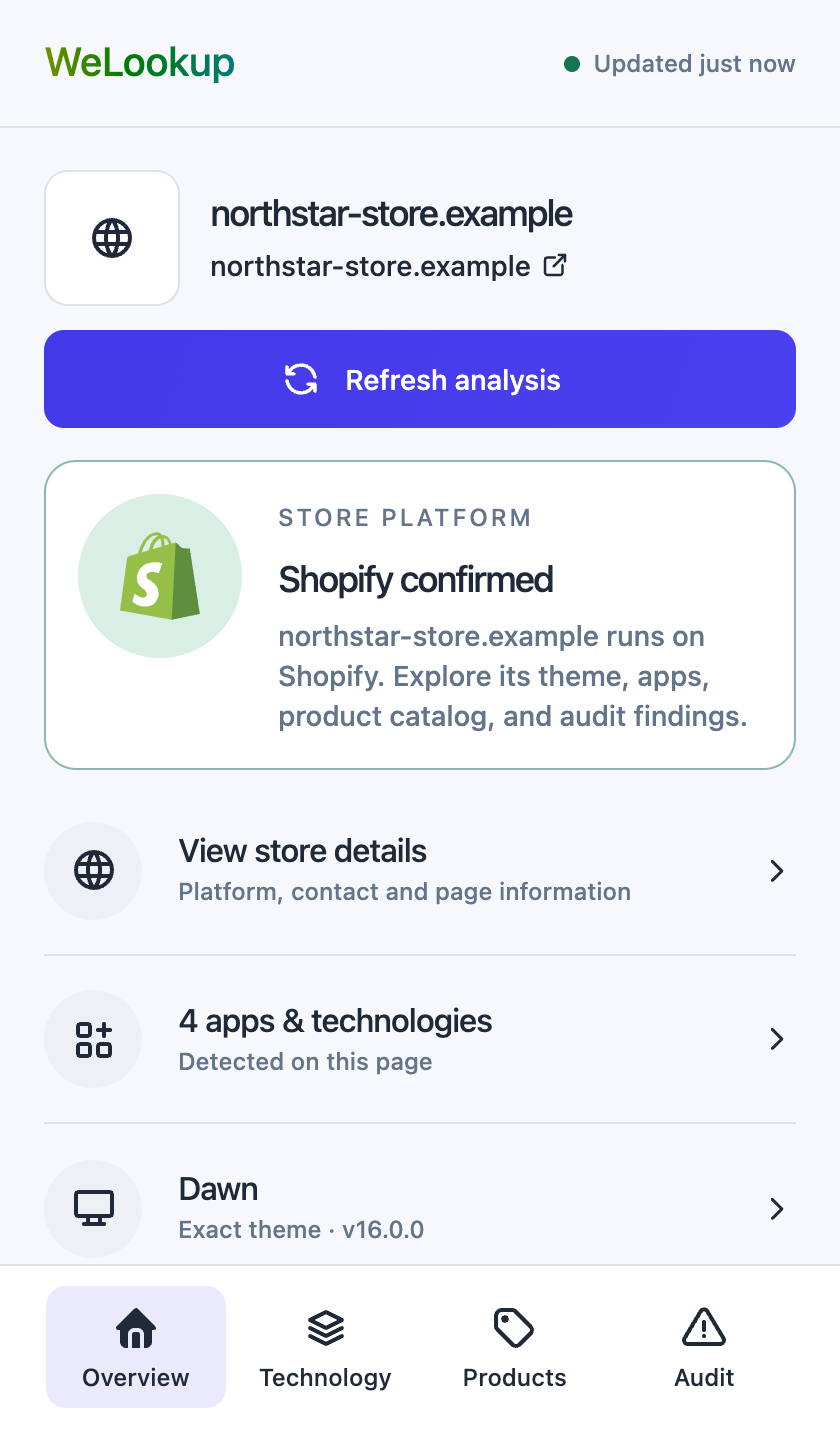 WeLookup
Updated just now
northstar-store.example
northstar-store.example
Refresh analysis
STORE PLATFORM
Shopify confirmed
northstar-store.example runs on
Shopify. Explore its theme, apps,
product catalog, and audit findings.
View store details
Platform, contact and page information
4 apps & technologies
Detected on this page
Dawn
Exact theme · v16.0.0
Overview
Technology
Products
Audit